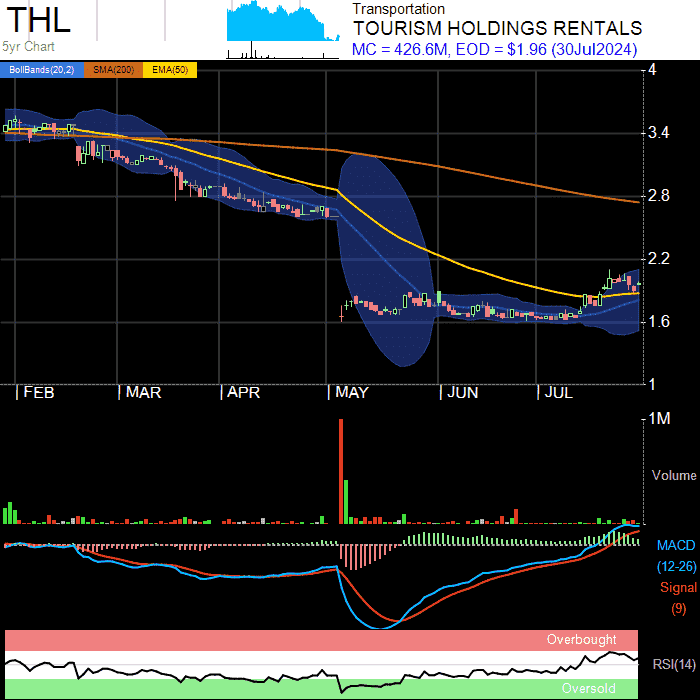 THL
5yr Chart
Transportation
TOURISM HOLDINGS RENTALS
MC = 426.6M, EOD = $1.96 (30Jul2024)
BollBands(20,2) SMA(200) EMA(50)
4
3.4
2.8
2.2
1.6
1
FEB MAR APR MAY JUN JUL
1M
Volume
MACD
(12-26)
Signal
(9)
Overbought
RSI(14)
Oversold